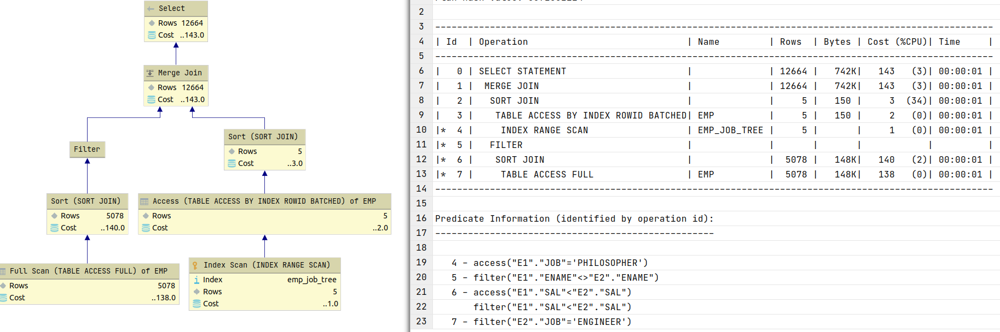 Select
Rows 12664
Cost ..143.0
Merge Join
Rows 12664
Cost ..143.0
Sort (SORT JOIN)
Rows 5
Cost ..3.0
Filter
Sort (SORT JOIN)
Rows 5078
Cost ..140.0
Access (TABLE ACCESS BY INDEX ROWID BATCHED) of EMP
Rows 5
Cost ..2.0
Full Scan (TABLE ACCESS FULL) of EMP
Rows 5078
Cost ..138.0
Index Scan (INDEX RANGE SCAN)
Index emp_job_tree
Rows 5
Cost ..1.0
2
3 ------------------------------------------------------------------------------------------------------
4 | Id  | Operation                             | Name         | Rows  | Bytes | Cost (%CPU)| Time     |
5 ------------------------------------------------------------------------------------------------------
6 |   0 | SELECT STATEMENT                      |              | 12664 |   742K|   143   (3)| 00:00:01 |
7 |   1 |  MERGE JOIN                           |              | 12664 |   742K|   143   (3)| 00:00:01 |
8 |   2 |   SORT JOIN                           |              |     5 |   150 |     3  (34)| 00:00:01 |
9 |   3 |    TABLE ACCESS BY INDEX ROWID BATCHED| EMP          |     5 |   150 |     2   (0)| 00:00:01 |
10 |*  4 |     INDEX RANGE SCAN                  | EMP_JOB_TREE |     5 |       |     1   (0)| 00:00:01 |
11 |*  5 |   FILTER                              |              |       |       |            |          |
12 |*  6 |    SORT JOIN                          |              |  5078 |   148K|   140   (2)| 00:00:01 |
13 |*  7 |     TABLE ACCESS FULL                 | EMP          |  5078 |   148K|   138   (0)| 00:00:01 |
14 ------------------------------------------------------------------------------------------------------
15
16 Predicate Information (identified by operation id):
17 ---------------------------------------------------
18
19    4 - access("E1"."JOB"='PHILOSOPHER')
20    5 - filter("E1"."ENAME"<>"E2"."ENAME")
21    6 - access("E1"."SAL"<"E2"."SAL")
22        filter("E1"."SAL"<"E2"."SAL")
23    7 - filter("E2"."JOB"='ENGINEER')